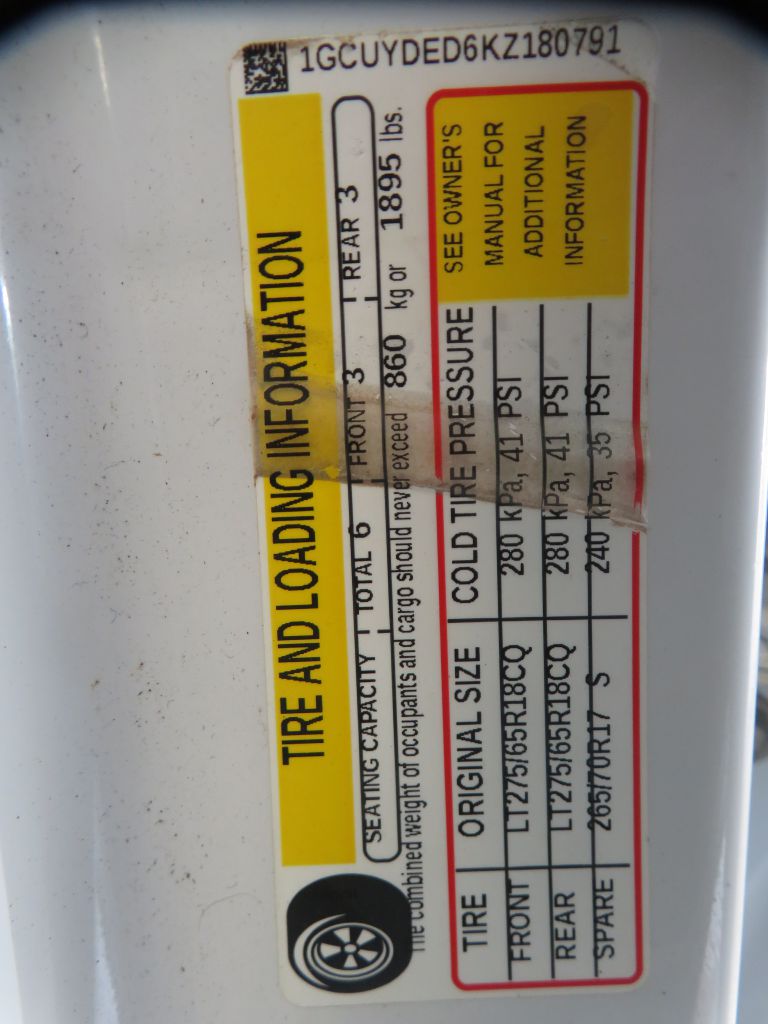 1GCUYDED6KZ180791
TIRE AND LOADING INFORMATION
SEATING CAPACITY TOTAL 6 FRONT 3 REAR 3
The combined weight of occupants and cargo should never exceed 860 kg or 1895 lbs.
TIRE ORIGINAL SIZE COLD TIRE PRESSURE
FRONT LT275/65R18CQ 280 kPa, 41 PSI
REAR LT275/65R18CQ 280 kPa, 41 PSI
SPARE 265/70R17 S 240 kPa, 35 PSI
SEE OWNER'S
MANUAL FOR
ADDITIONAL
INFORMATION